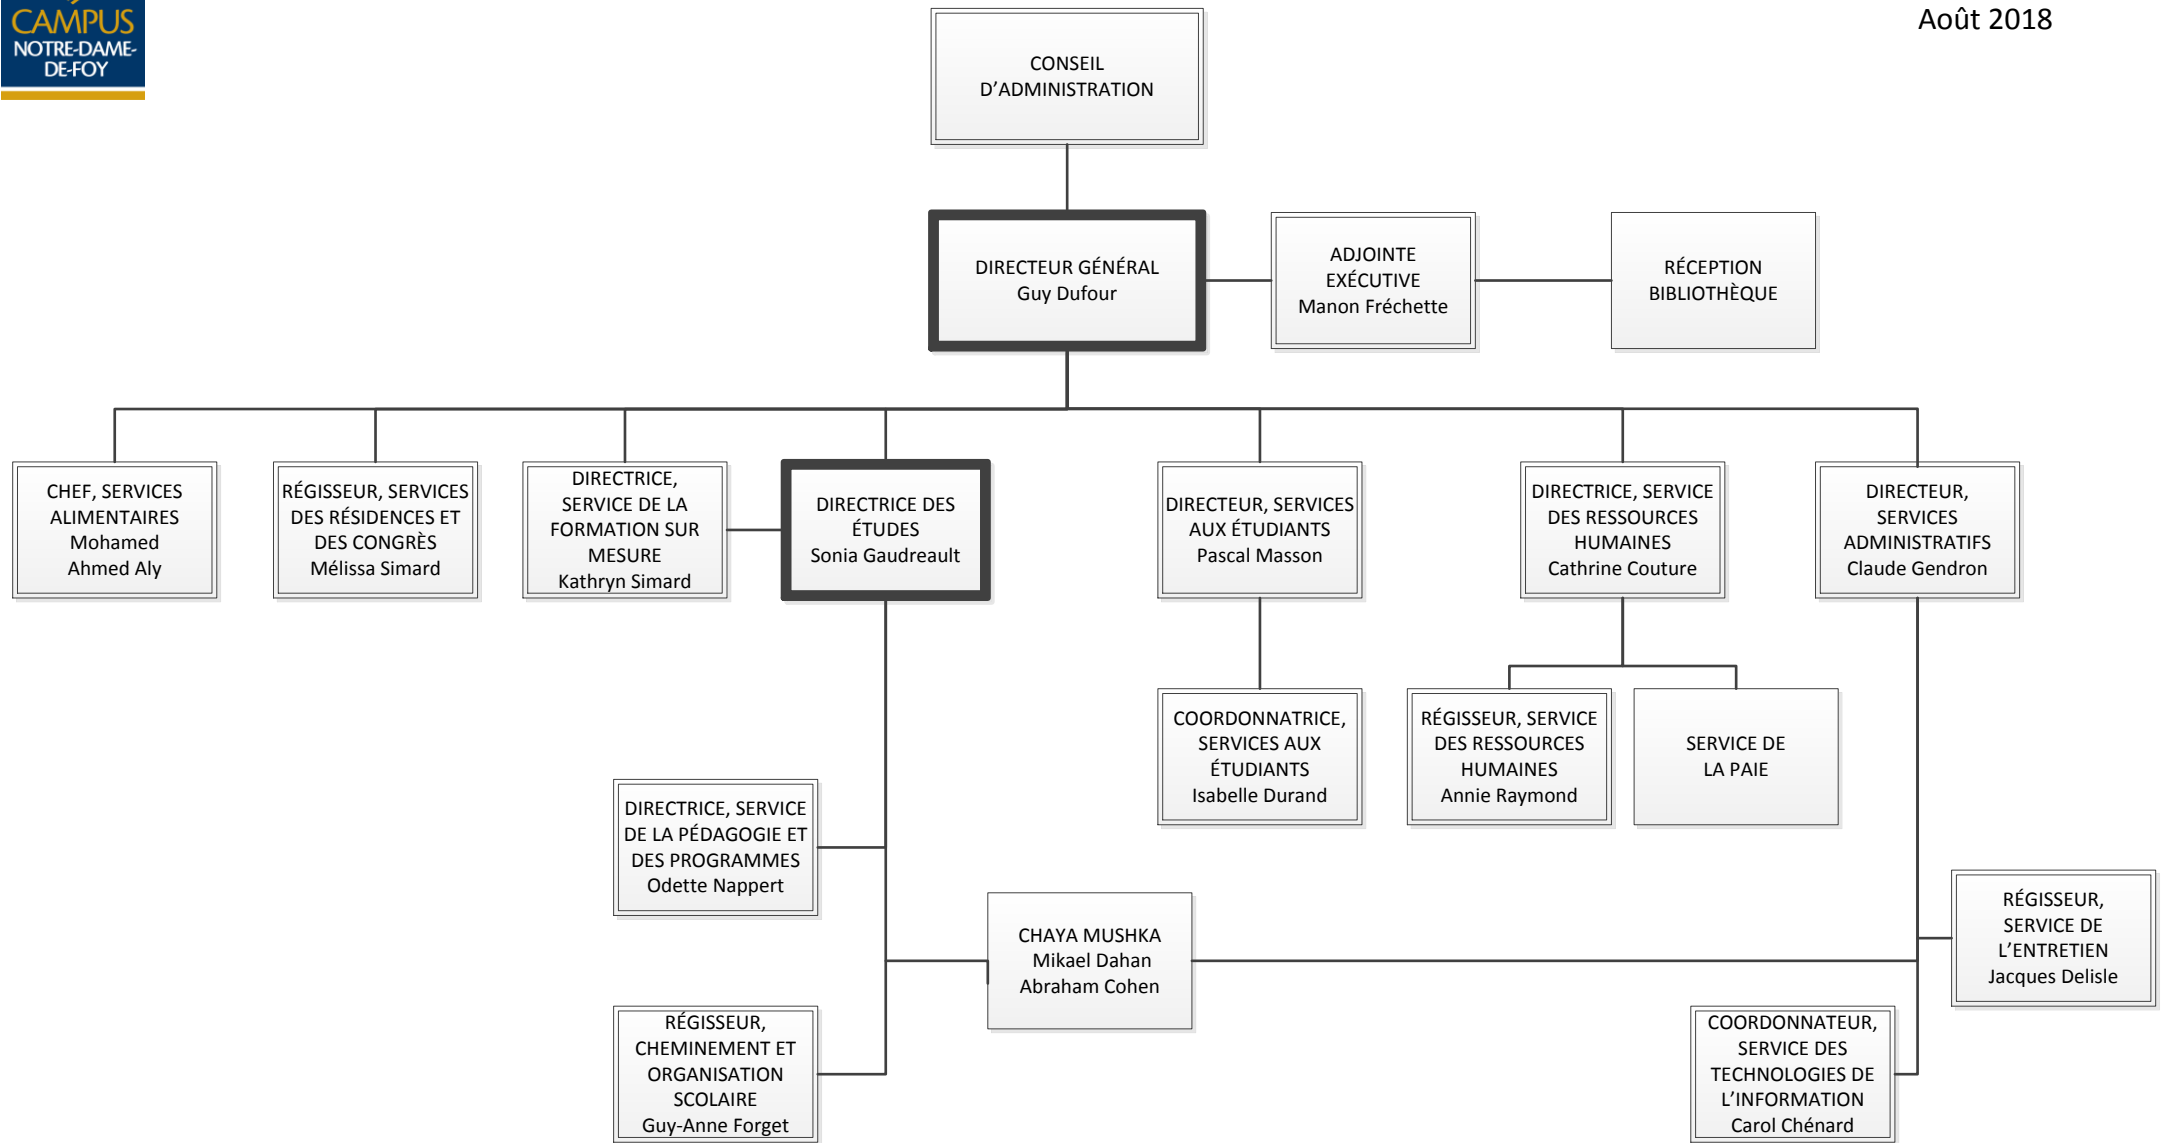 CAMPUS
NOTRE-DAME-
DE-FOY
Août 2018
CONSEIL
D’ADMINISTRATION
DIRECTEUR GÉNÉRAL
Guy Dufour
ADJOINTE
EXÉCUTIVE
Manon Fréchette
RÉCEPTION
BIBLIOTHÈQUE
CHEF, SERVICES
ALIMENTAIRES
Mohamed
Ahmed Aly
RÉGISSEUR, SERVICES
DES RÉSIDENCES ET
DES CONGRÈS
Mélissa Simard
DIRECTRICE,
SERVICE DE LA
FORMATION SUR
MESURE
Kathryn Simard
DIRECTRICE DES
ÉTUDES
Sonia Gaudreault
DIRECTEUR, SERVICES
AUX ÉTUDIANTS
Pascal Masson
DIRECTRICE, SERVICE
DES RESSOURCES
HUMAINES
Cathrine Couture
DIRECTEUR,
SERVICES
ADMINISTRATIFS
Claude Gendron
COORDONNATRICE,
SERVICES AUX
ÉTUDIANTS
Isabelle Durand
RÉGISSEUR, SERVICE
DES RESSOURCES
HUMAINES
Annie Raymond
SERVICE DE
LA PAIE
DIRECTRICE, SERVICE
DE LA PÉDAGOGIE ET
DES PROGRAMMES
Odette Nappert
CHAYA MUSHKA
Mikael Dahan
Abraham Cohen
RÉGISSEUR,
SERVICE DE
L’ENTRETIEN
Jacques Delisle
RÉGISSEUR,
CHEMINEMENT ET
ORGANISATION
SCOLAIRE
Guy-Anne Forget
COORDONNATEUR,
SERVICE DES
TECHNOLOGIES DE
L’INFORMATION
Carol Chénard